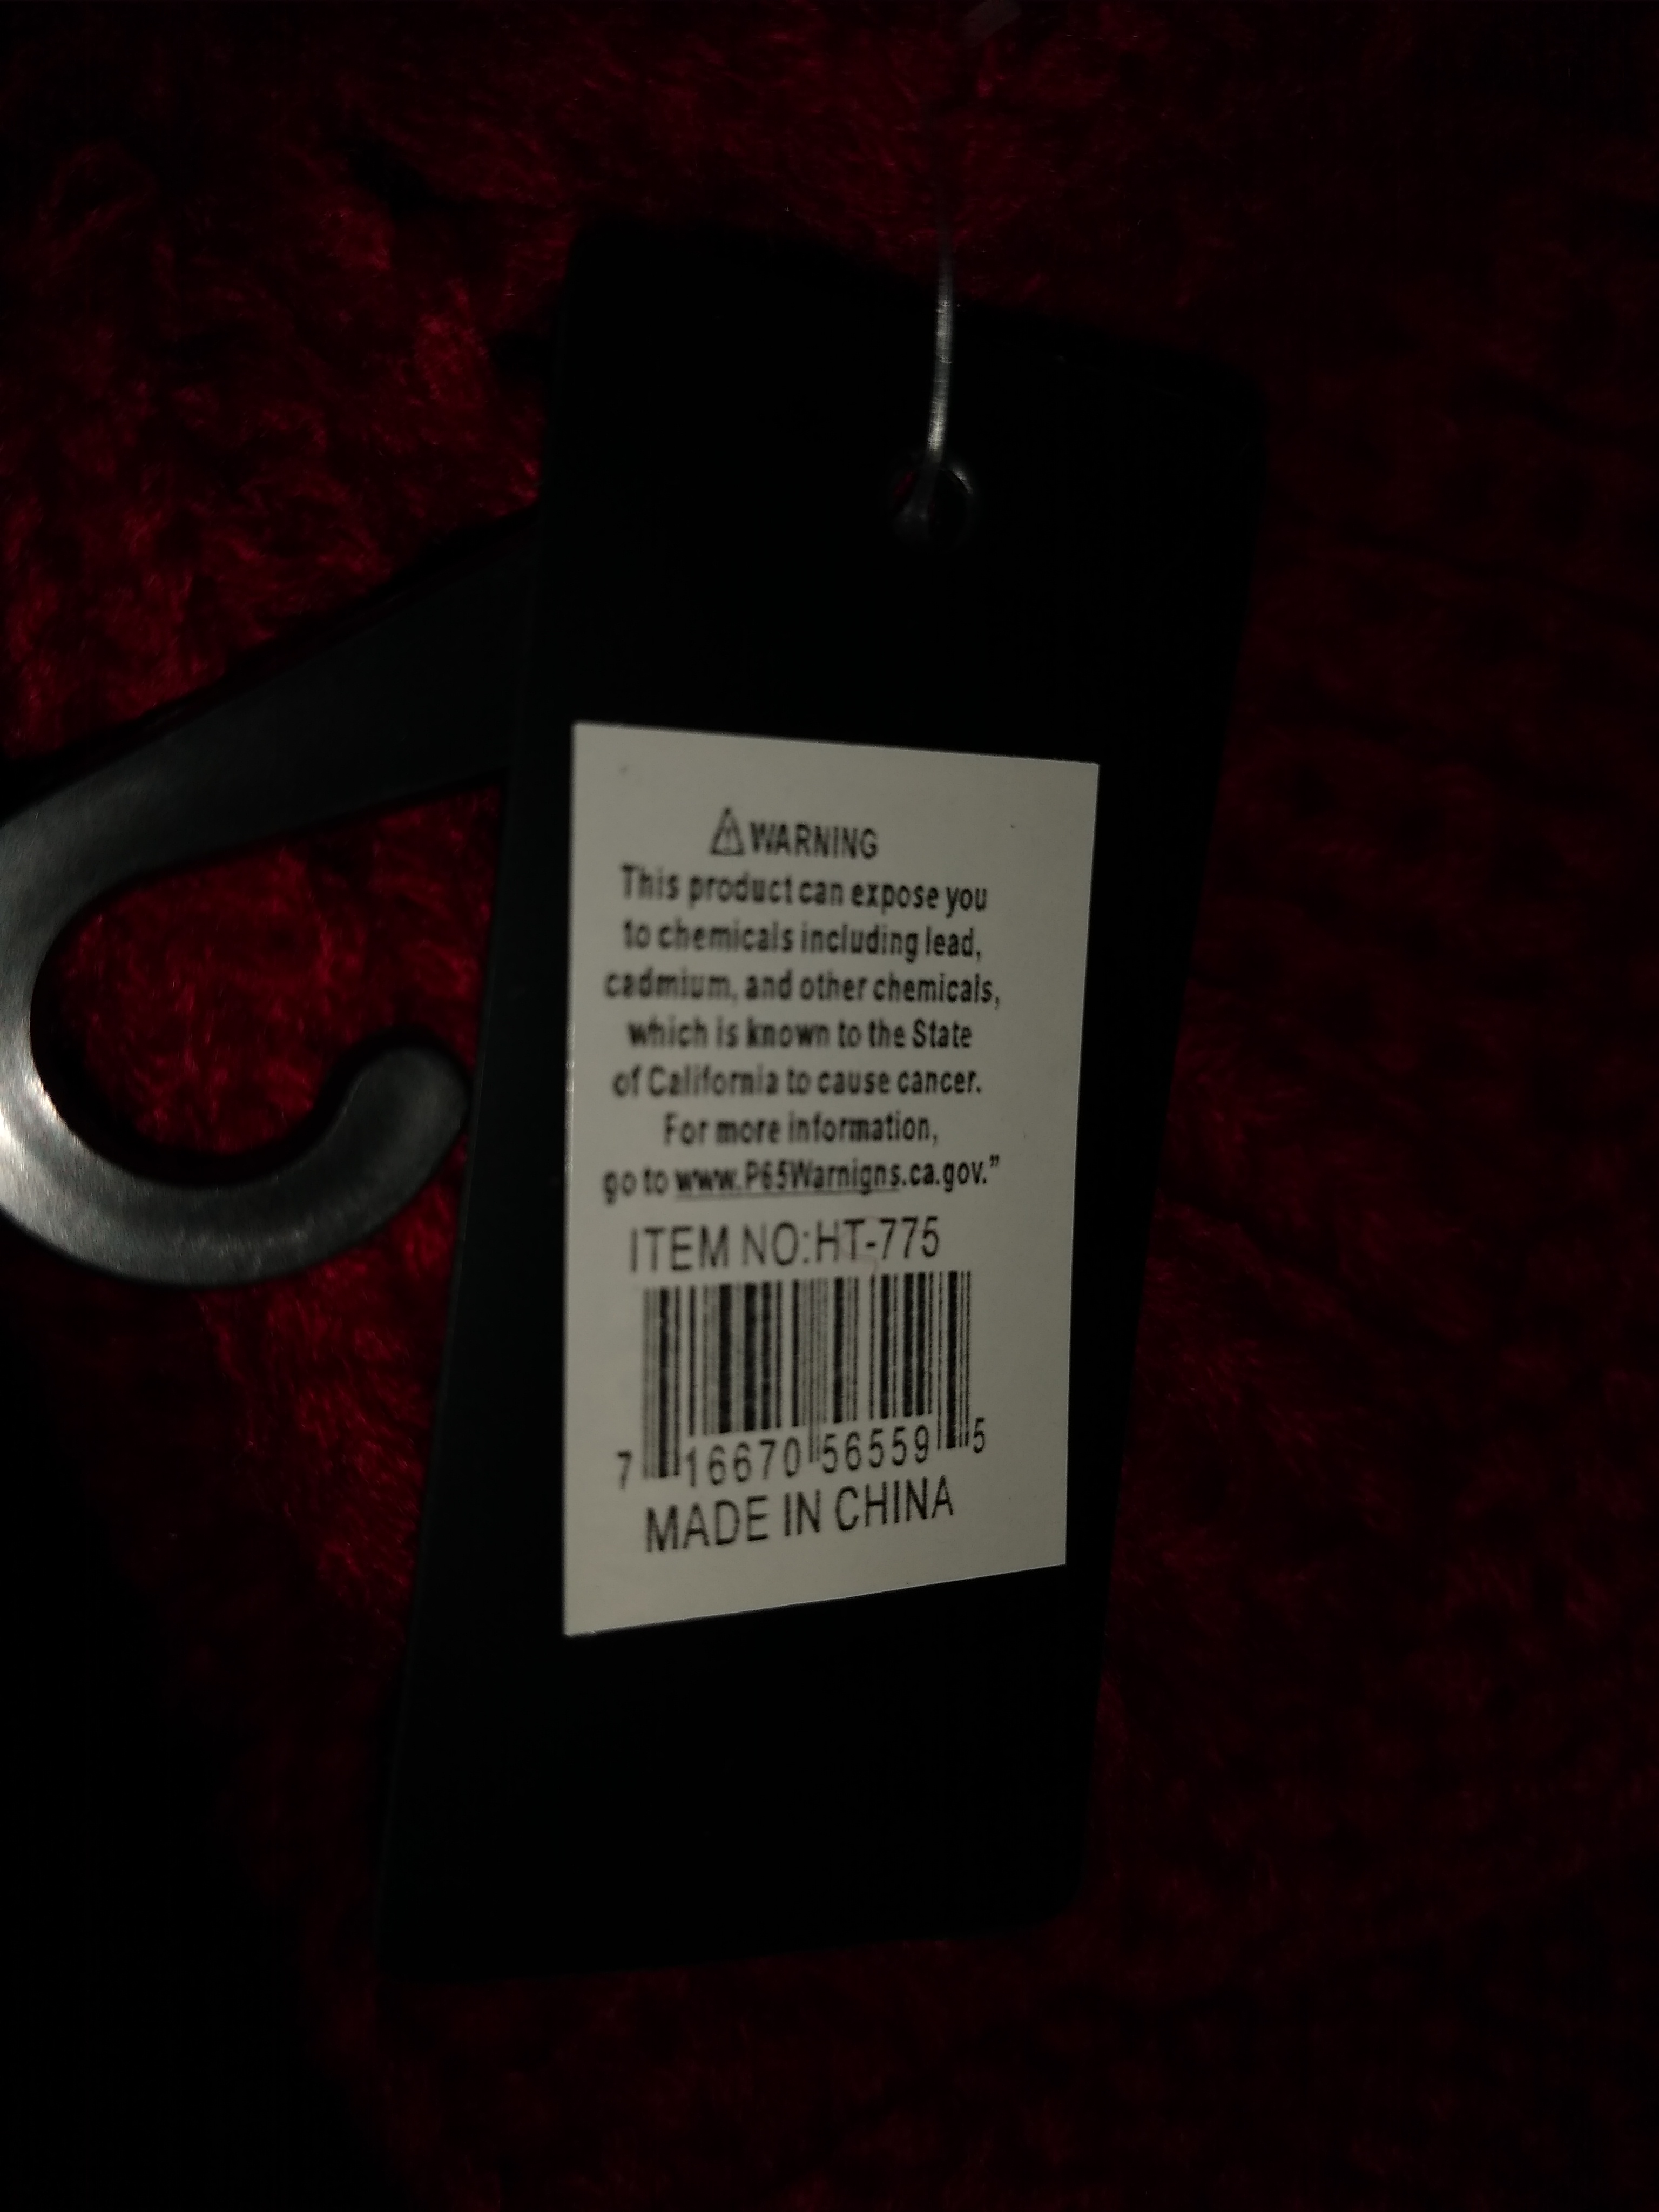 ⚠WARNING
This product can expose you
to chemicals including lead,
cadmium, and other chemicals,
which is known to the State
of California to cause cancer.
For more information,
go to www.P65Warnigns.ca.gov.”
ITEM NO:HT-775
7 16670 56559 5
MADE IN CHINA